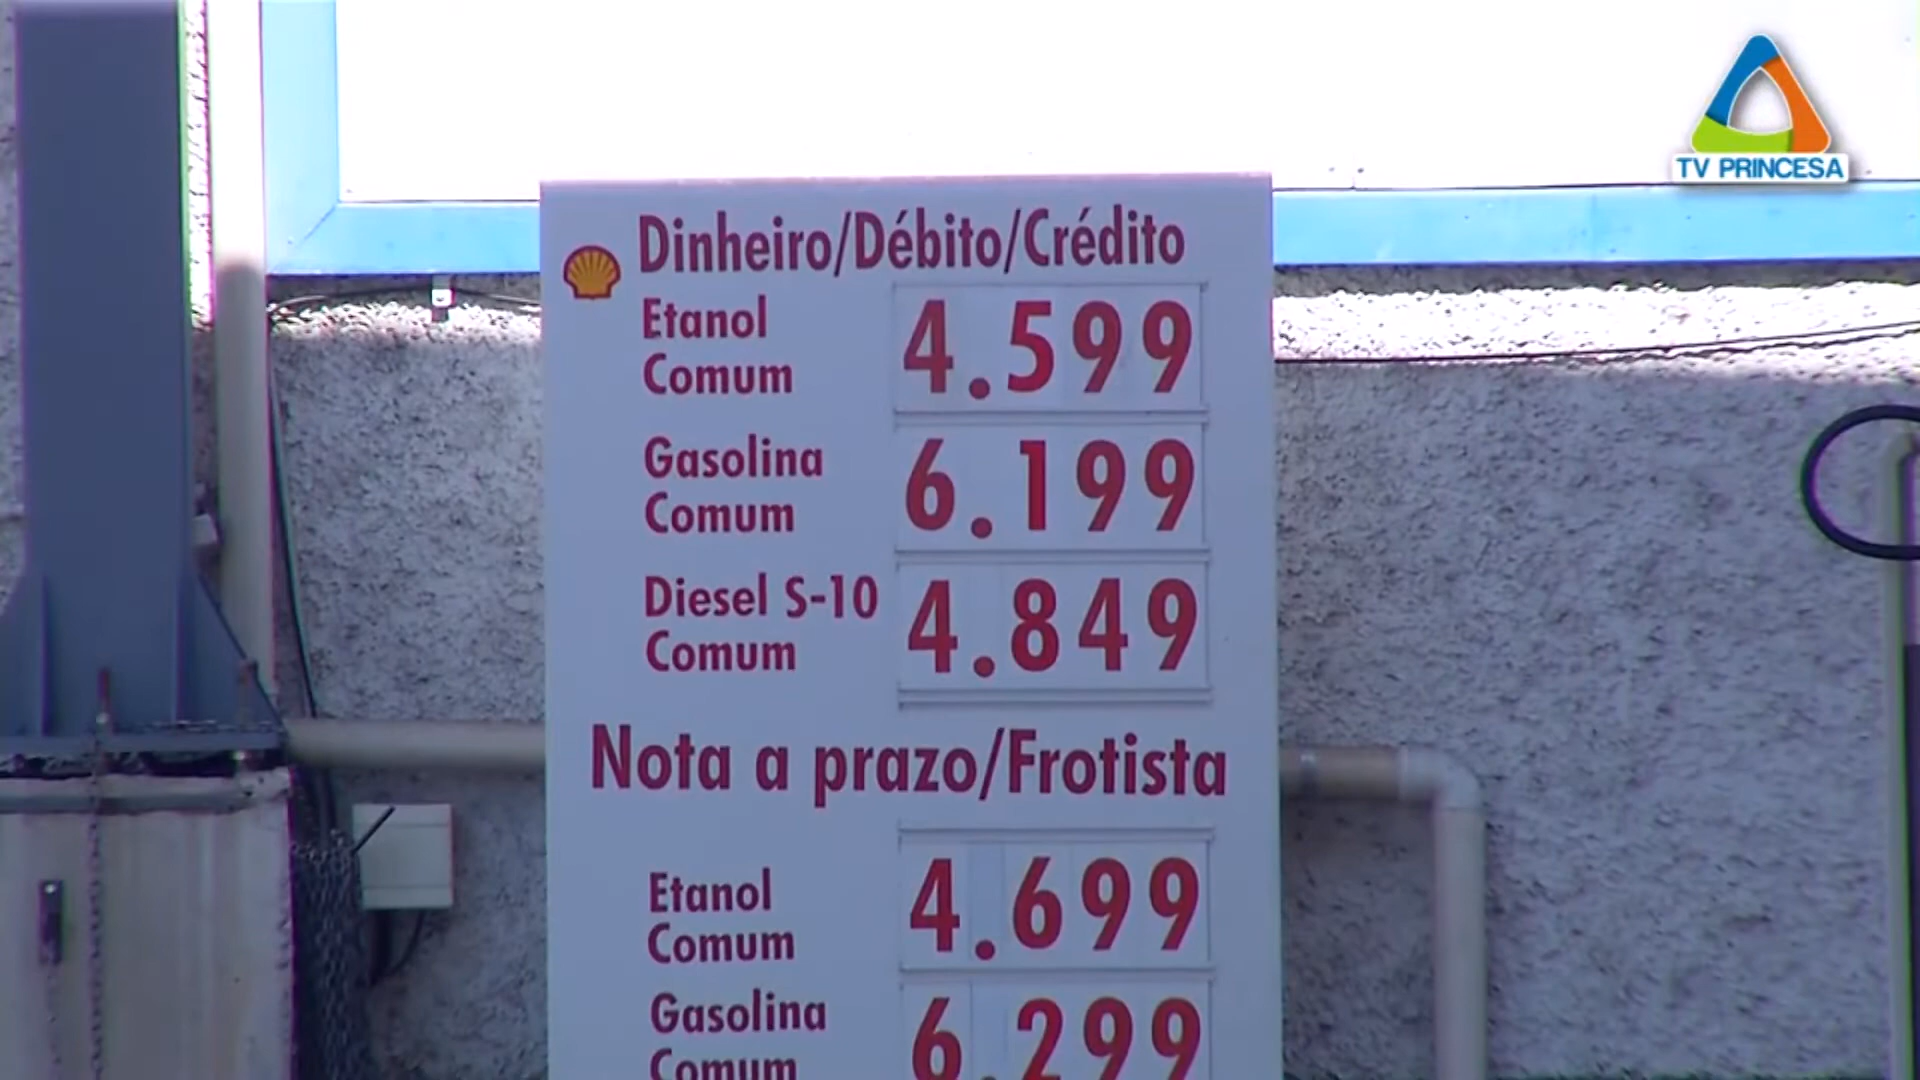 TV PRINCESA
Dinheiro/Débito/Crédito
Etanol
Comum
4.599
Gasolina
Comum
6.199
Diesel S-10
Comum
4.849
Nota a prazo/Frotista
Etanol
Comum
4.699
Gasolina
Comum
6.299